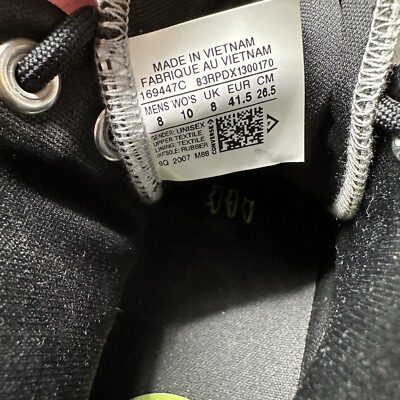 MADE IN VIETNAM
FABRIQUE AU VIETNAM
169447C 83RPDX1300170
MENS WO'S UK EUR CM
8 10 8 41.5 26.5
GENDER: UNISEX
UPPER: TEXTILE
LINING: TEXTILE
OUTSOLE: RUBBER
9Q 2007 M86
CONVERSE